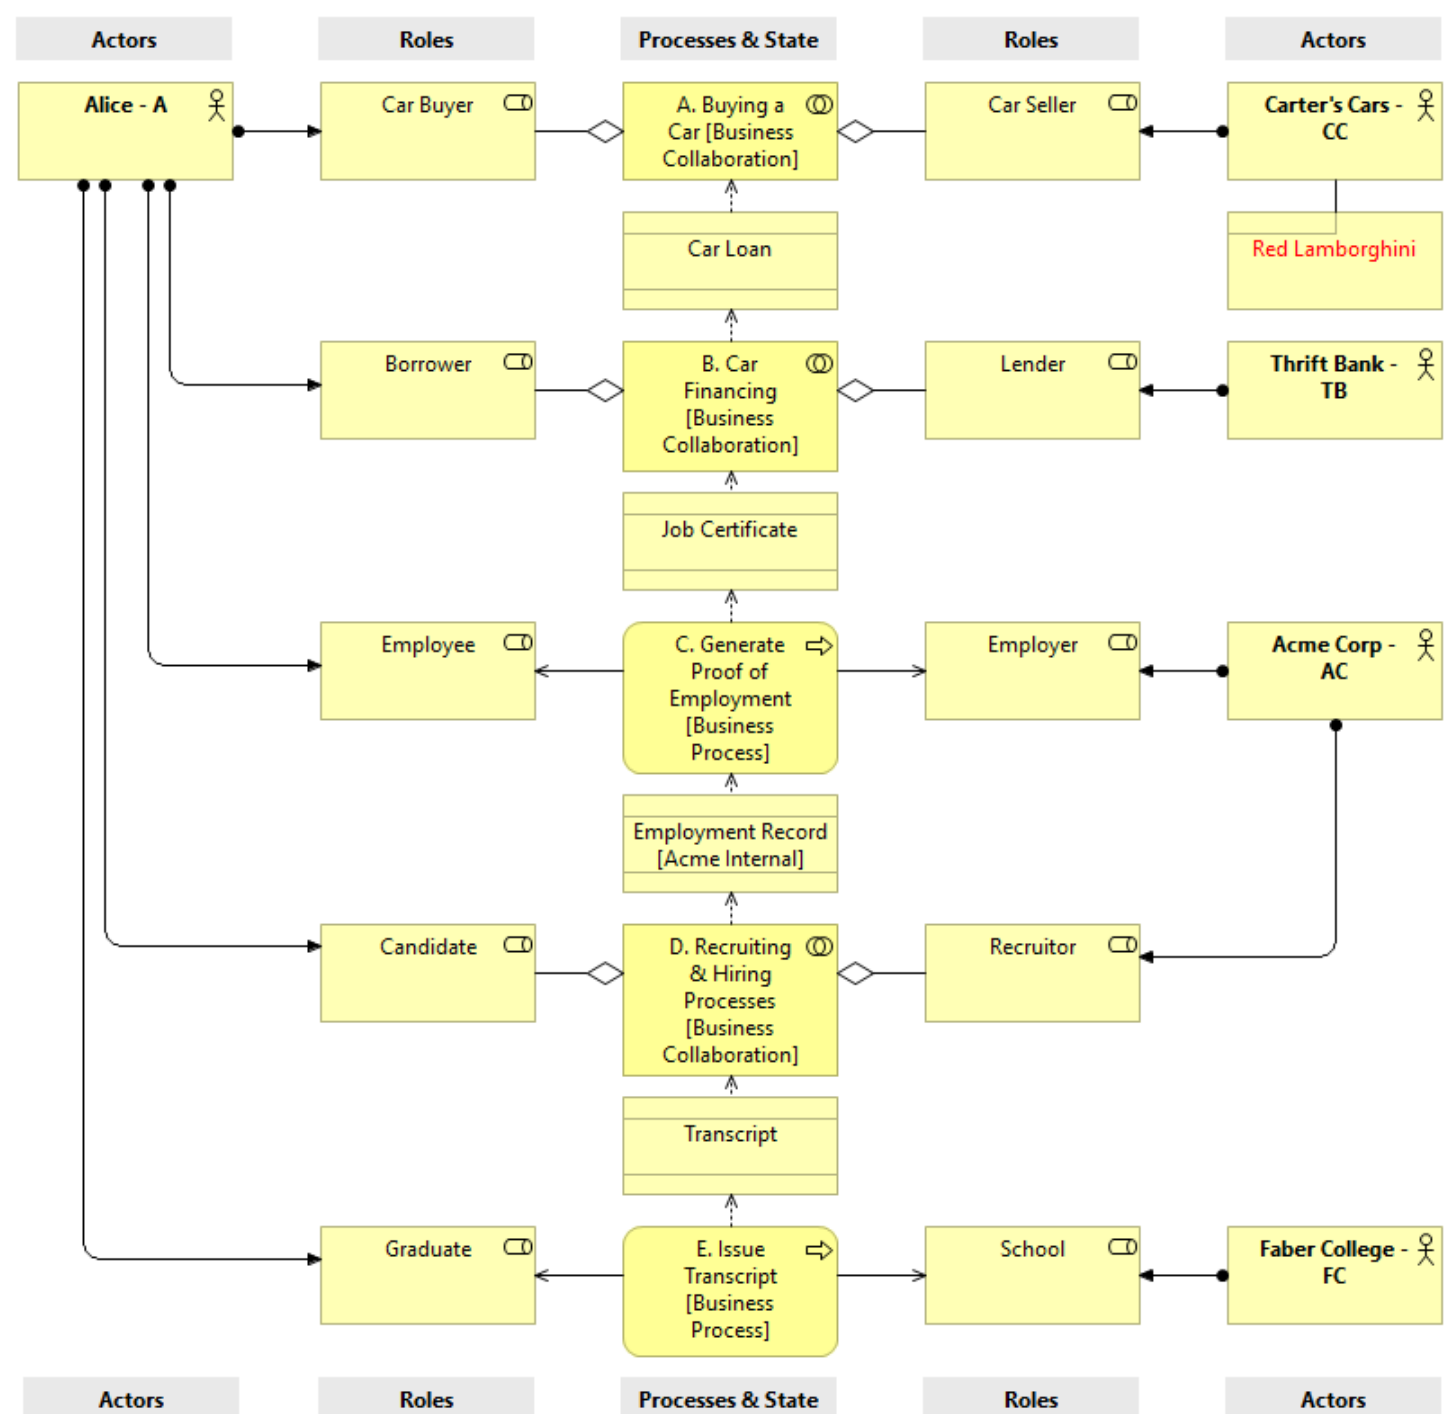 Actors
Roles
Processes & State
Roles
Actors
Alice - A
Car Buyer
A. Buying a
Car [Business
Collaboration]
Car Seller
Carter's Cars -
CC
Car Loan
Red Lamborghini
Borrower
B. Car
Financing
[Business
Collaboration]
Lender
Thrift Bank -
TB
Job Certificate
Employee
C. Generate
Proof of
Employment
[Business
Process]
Employer
Acme Corp -
AC
Employment Record
[Acme Internal]
Candidate
D. Recruiting
& Hiring
Processes
[Business
Collaboration]
Recruitor
Transcript
Graduate
E. Issue
Transcript
[Business
Process]
School
Faber College -
FC
Actors
Roles
Processes & State
Roles
Actors